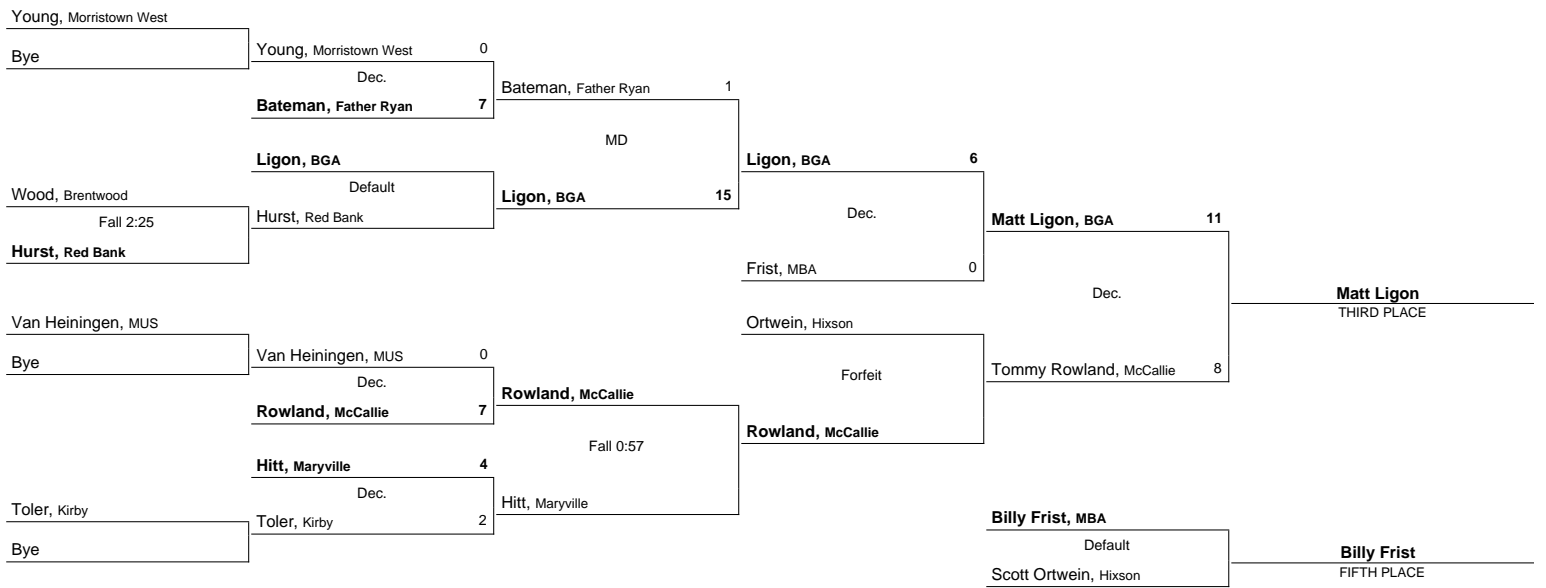 Young, Morristown West
Bye
Young, Morristown West 0
Dec.
Bateman, Father Ryan 7
Bateman, Father Ryan 1
MD
Ligon, BGA
Default
Hurst, Red Bank
Wood, Brentwood
Fall 2:25
Hurst, Red Bank
Ligon, BGA 15
Ligon, BGA 6
Dec.
Frist, MBA 0
Matt Ligon, BGA 11
Dec.
Matt Ligon
THIRD PLACE
Van Heiningen, MUS
Bye
Van Heiningen, MUS 0
Dec.
Rowland, McCallie 7
Rowland, McCallie
Fall 0:57
Hitt, Maryville 4
Dec.
Toler, Kirby 2
Toler, Kirby
Bye
Hitt, Maryville
Ortwein, Hixson
Forfeit
Rowland, McCallie
Tommy Rowland, McCallie 8
Billy Frist, MBA
Default
Scott Ortwein, Hixson
Billy Frist
FIFTH PLACE